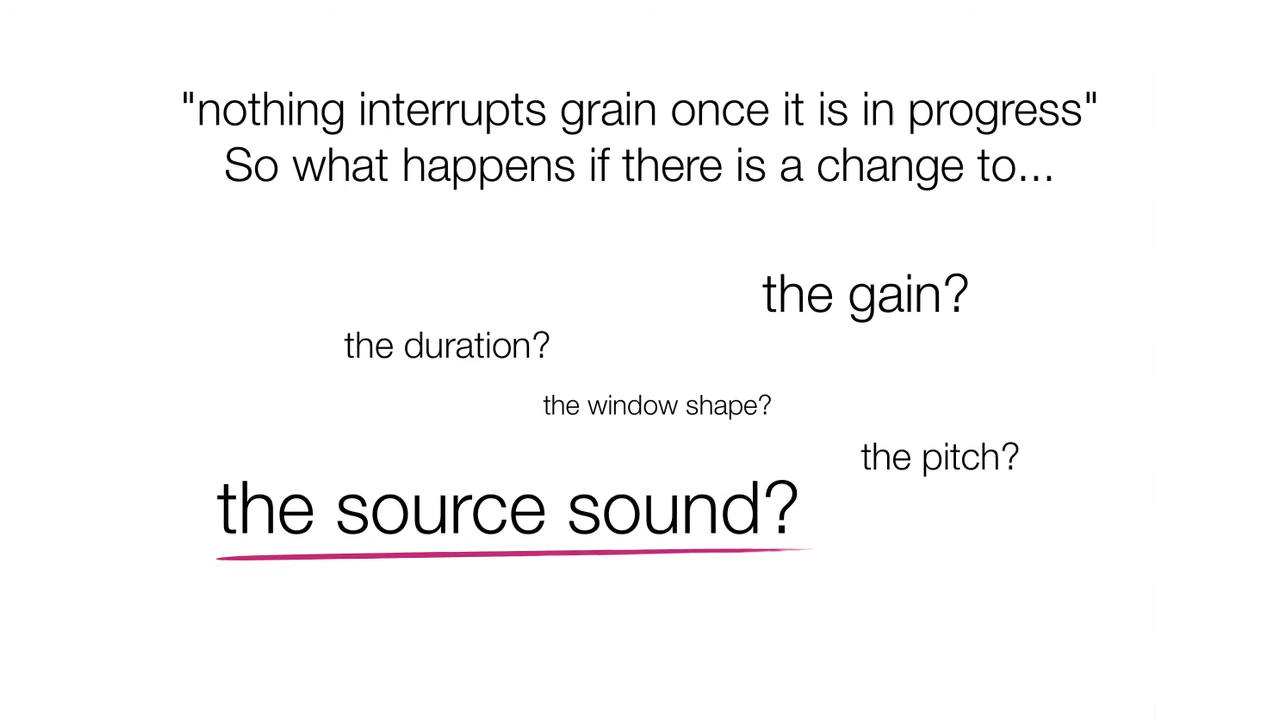 "nothing interrupts grain once it is in progress"
So what happens if there is a change to...
the gain?
the duration?
the window shape?
the pitch?
the source sound?